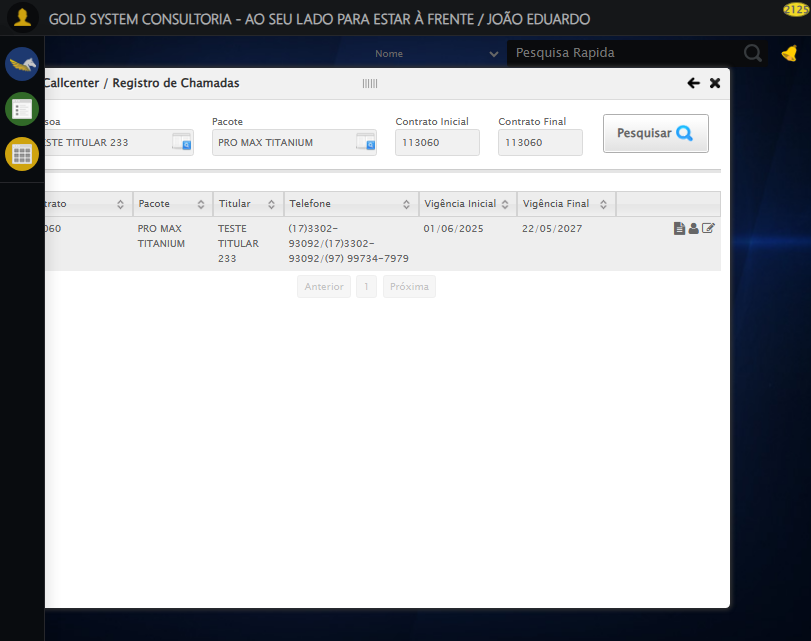 GOLD SYSTEM CONSULTORIA - AO SEU LADO PARA ESTAR À FRENTE / JOÃO EDUARDO
2125
Nome
Pesquisa Rapida
Callcenter / Registro de Chamadas
soa
Pacote
Contrato Inicial
Contrato Final
STE TITULAR 233
PRO MAX TITANIUM
113060
113060
Pesquisar
trato
Pacote
Titular
Telefone
Vigência Inicial
Vigência Final
060
PRO MAX
TITANIUM
TESTE
TITULAR
233
(17)3302-
93092/(17)3302-
93092/(97) 99734-7979
01/06/2025
22/05/2027
Anterior
1
Próxima